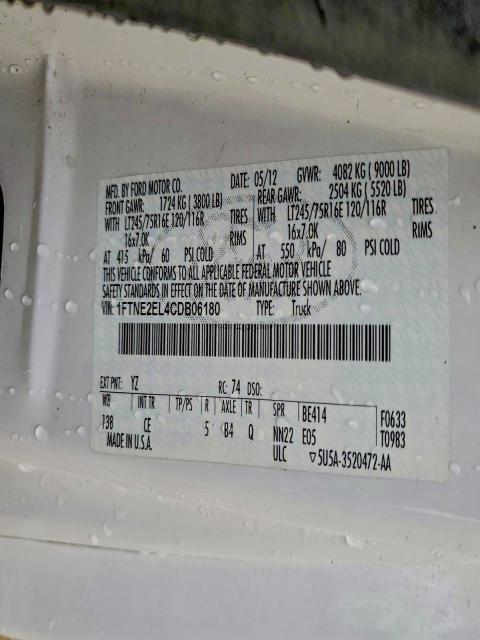 MFD. BY FORD MOTOR CO. DATE: 05/12 GVWR: 4082 KG ( 9000 LB)
FRONT GAWR: 1724 KG ( 3800 LB) REAR GAWR: 2504 KG ( 5520 LB)
WITH LT245/75R16E 120/116R TIRES WITH LT245/75R16E 120/116R TIRES
16x7.0K RIMS 16x7.0K RIMS
AT 415 kPa/ 60 PSI COLD AT 550 kPa/ 80 PSI COLD
THIS VEHICLE CONFORMS TO ALL APPLICABLE FEDERAL MOTOR VEHICLE
SAFETY STANDARDS IN EFFECT ON THE DATE OF MANUFACTURE SHOWN ABOVE.
VIN: 1FTNE2EL4CDB06180 TYPE: Truck
EXT PNT: YZ RC: 74 DSO:
WB INT TR TP/PS R AXLE TR SPR BE414 F0633
138 CE 5 B4 Q NN22 E05 T0983
MADE IN U.S.A. ULC ▽5U5A-3520472-AA